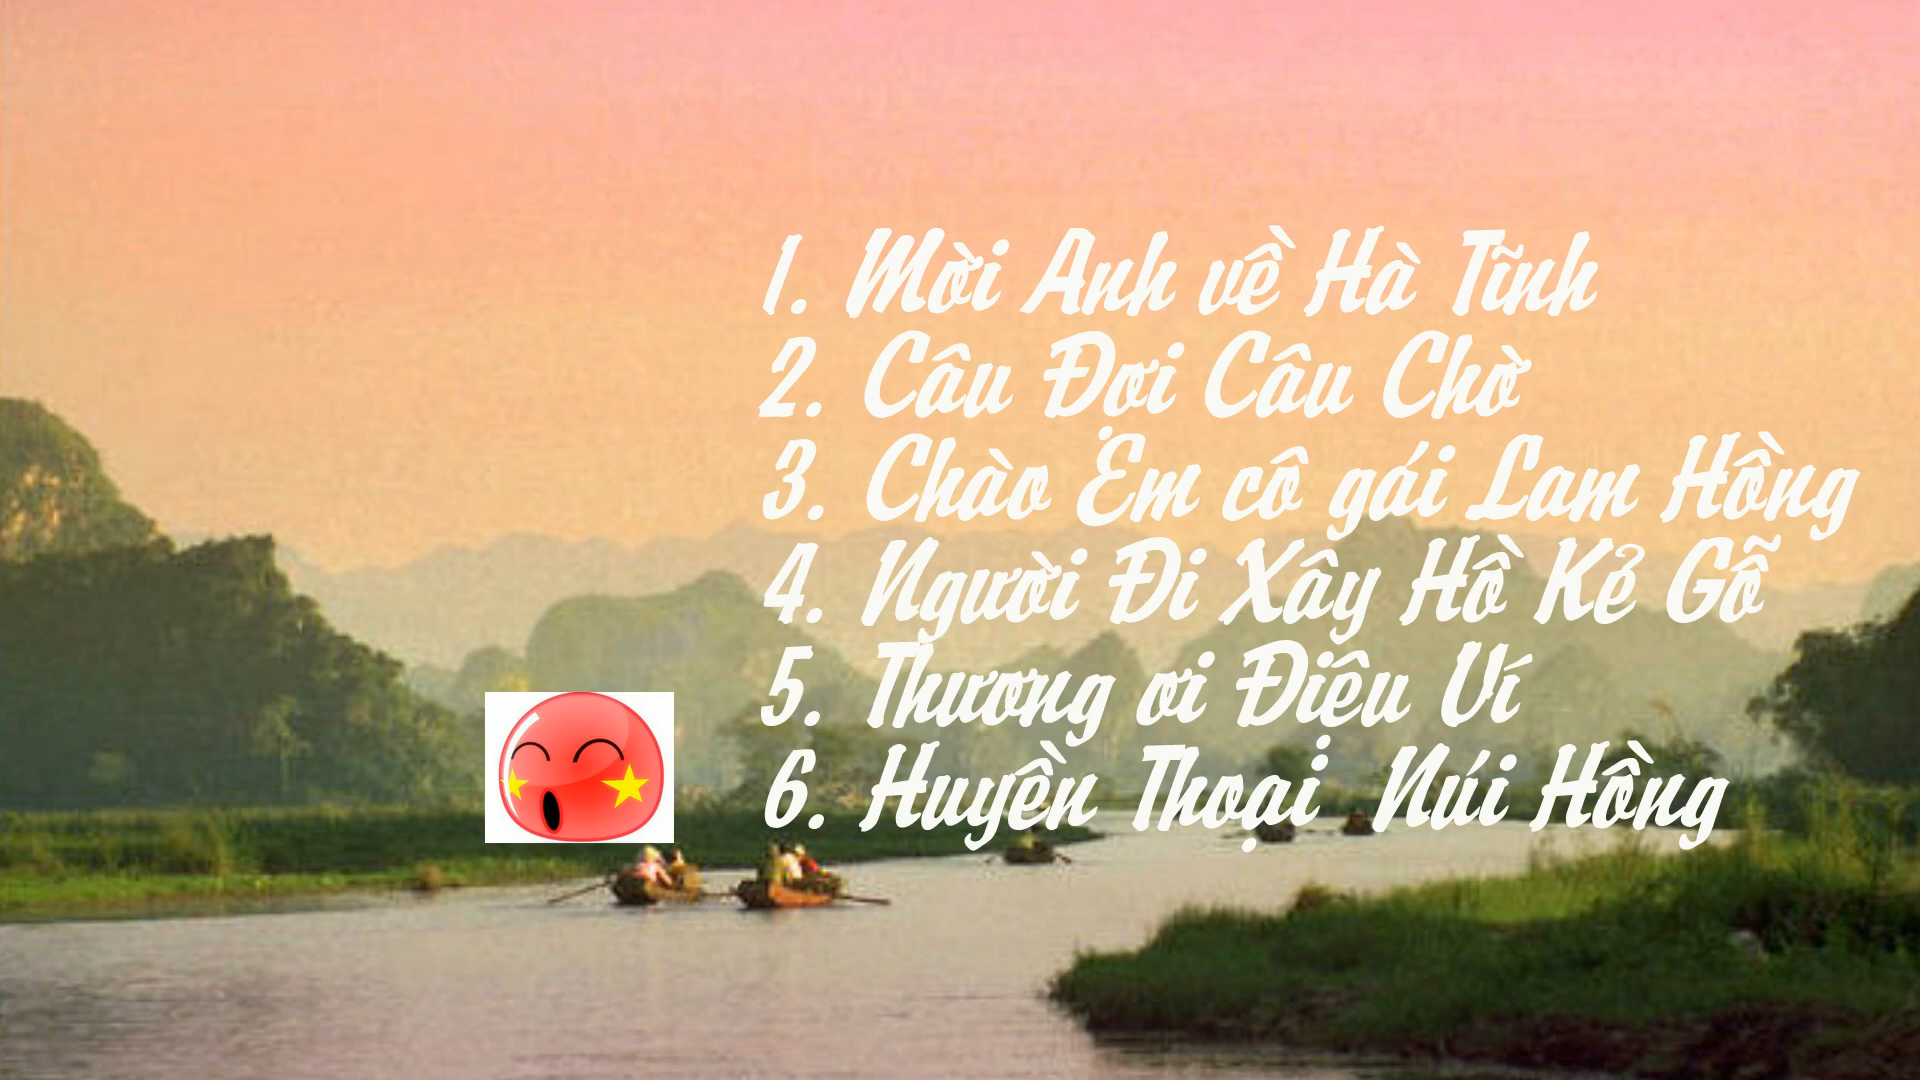 1. Mời Anh về Hà Tĩnh
2. Câu Đợi Câu Chờ
3. Chào Em cô gái Lam Hồng
4. Người Đi Xây Hồ Kẻ Gỗ
5. Thương ơi Điệu Ví
6. Huyền Thoại Núi Hồng